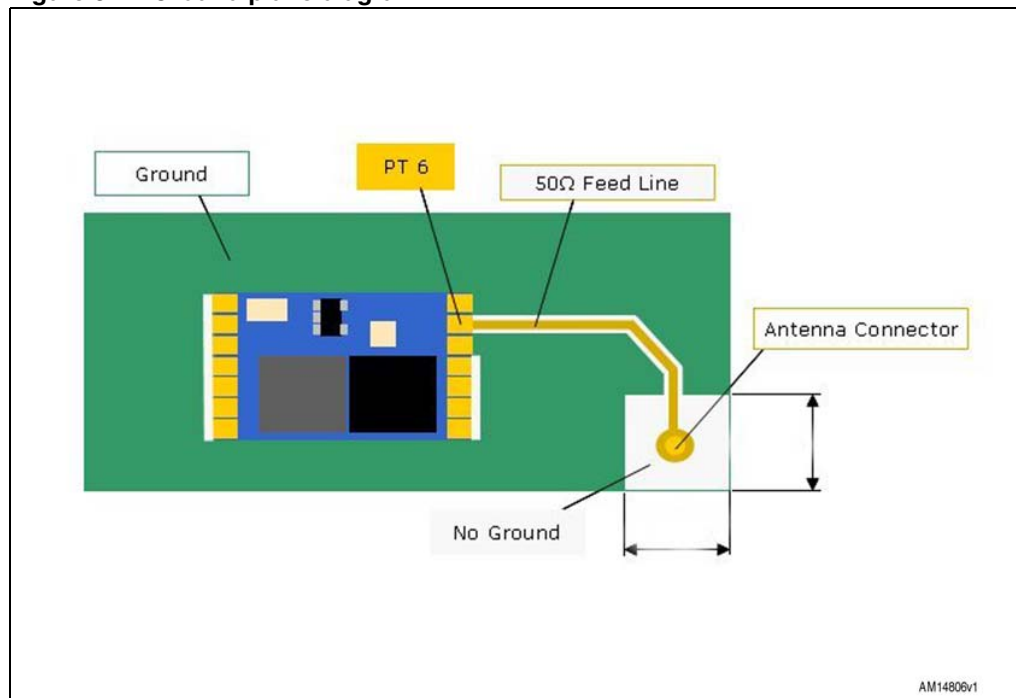 Ground
PT 6
50Ω Feed Line
Antenna Connector
No Ground
AM14806v1